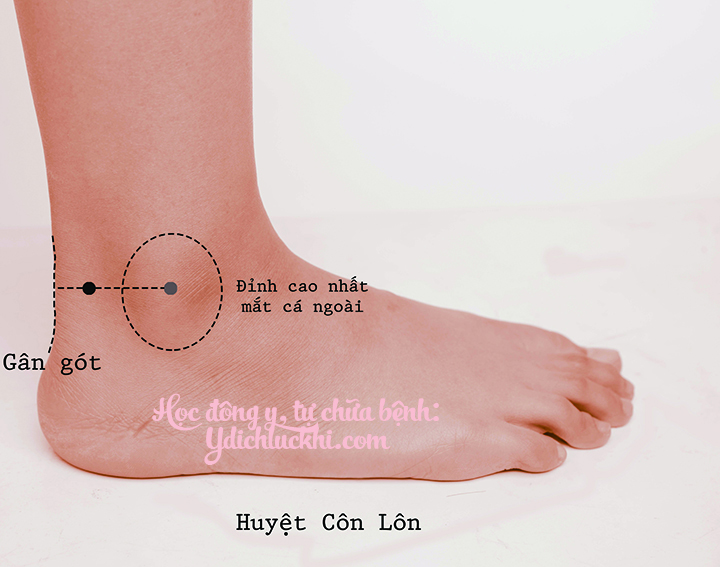 Đỉnh cao nhất
mắt cá ngoài
Gân gót
Học đông y, tự chữa bệnh:
Ydichluckhi.com
Huyệt Côn Lôn